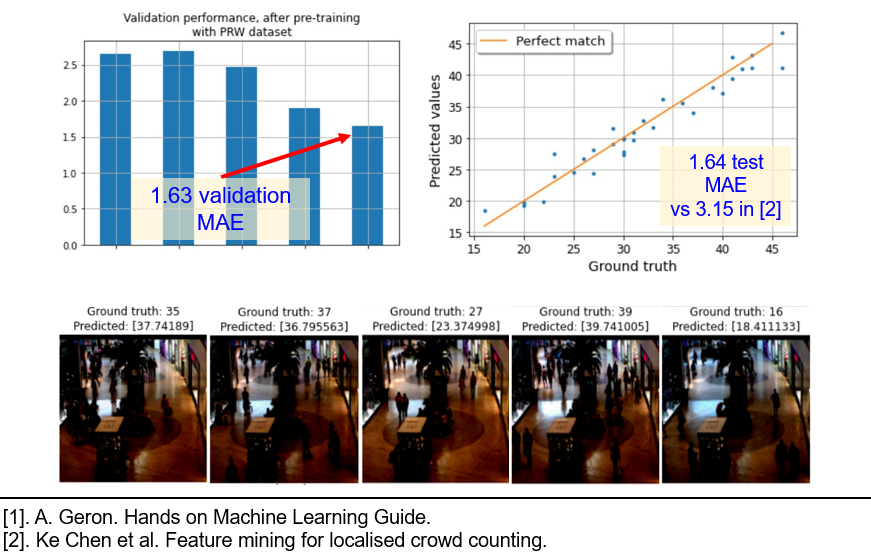 Validation performance, after pre-training
with PRW dataset
2.5
2.0
1.5
1.0
0.5
0.0
1.63 validation
MAE
Perfect match
Predicted values
45
40
35
30
25
20
15
15 20 25 30 35 40 45
Ground truth
1.64 test
MAE
vs 3.15 in [2]
Ground truth: 35
Predicted: [37.74189]
Ground truth: 37
Predicted: [36.795563]
Ground truth: 27
Predicted: [23.374998]
Ground truth: 39
Predicted: [39.741005]
Ground truth: 16
Predicted: [18.411133]
[1]. A. Geron. Hands on Machine Learning Guide.
[2]. Ke Chen et al. Feature mining for localised crowd counting.